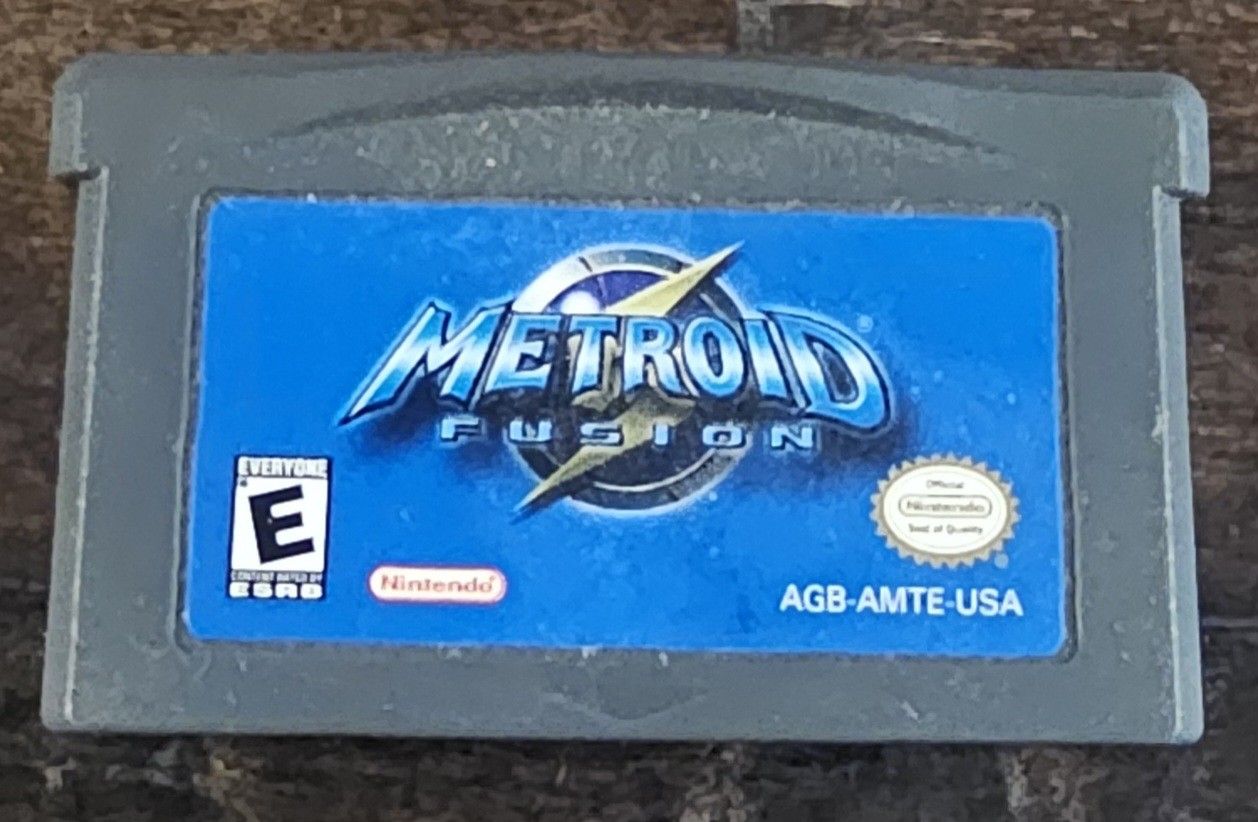 METROID
FUSION
EVERYONE
E
CONTENT RATED BY
ESRB
Nintendo®
Official
Nintendo
Seal of Quality
AGB-AMTE-USA